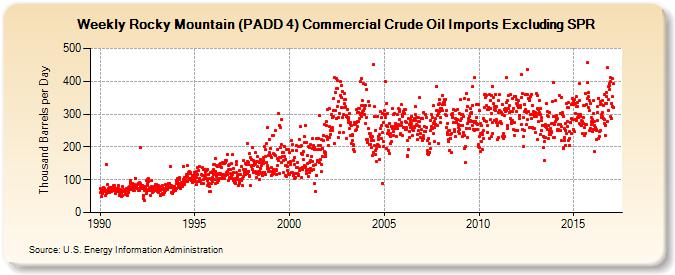 Weekly Rocky Mountain (PADD 4) Commercial Crude Oil Imports Excluding SPR
Thousand Barrels per Day
500
400
300
200
100
0
1990 1995 2000 2005 2010 2015
Source: U.S. Energy Information Administration